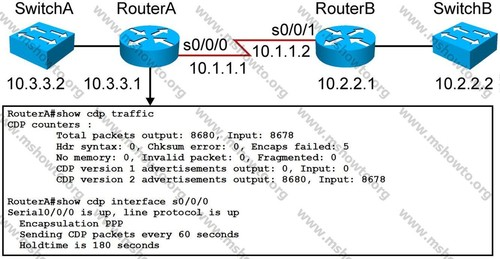 SwitchA
RouterA
RouterB
SwitchB
s0/0/0
s0/0/1
10.1.1.2
10.1.1.1
10.3.3.2
10.3.3.1
10.2.2.1
10.2.2.2
RouterA#show cdp traffic
CDP counters :
Total packets output: 8680, Input: 8678
Hdr syntax: 0, Chksum error: 0, Encaps failed: 5
No memory: 0, Invalid packet: 0, Fragmented: 0
CDP version 1 advertisements output: 0, Input: 0
CDP version 2 advertisements output: 8680, Input: 8678
RouterA#show cdp interface s0/0/0
Serial0/0/0 is up, line protocol is up
Encapsulation PPP
Sending CDP packets every 60 seconds
Holdtime is 180 seconds
www.mshowto.org